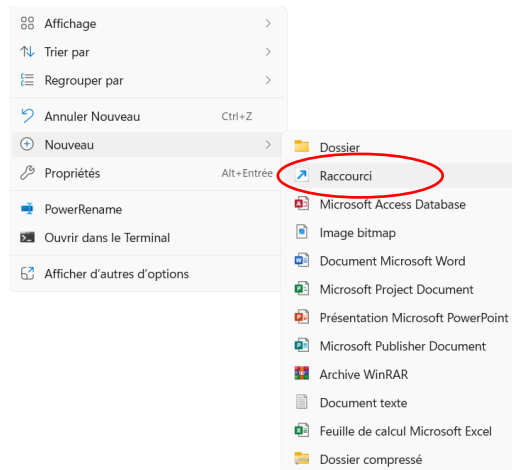 Affichage
Trier par
Regrouper par
Annuler Nouveau Ctrl+Z
Nouveau
Propriétés Alt+Entrée
PowerRename
Ouvrir dans le Terminal
Afficher d'autres d'options
Dossier
Raccourci
Microsoft Access Database
Image bitmap
Document Microsoft Word
Microsoft Project Document
Présentation Microsoft PowerPoint
Microsoft Publisher Document
Archive WinRAR
Document texte
Feuille de calcul Microsoft Excel
Dossier compressé